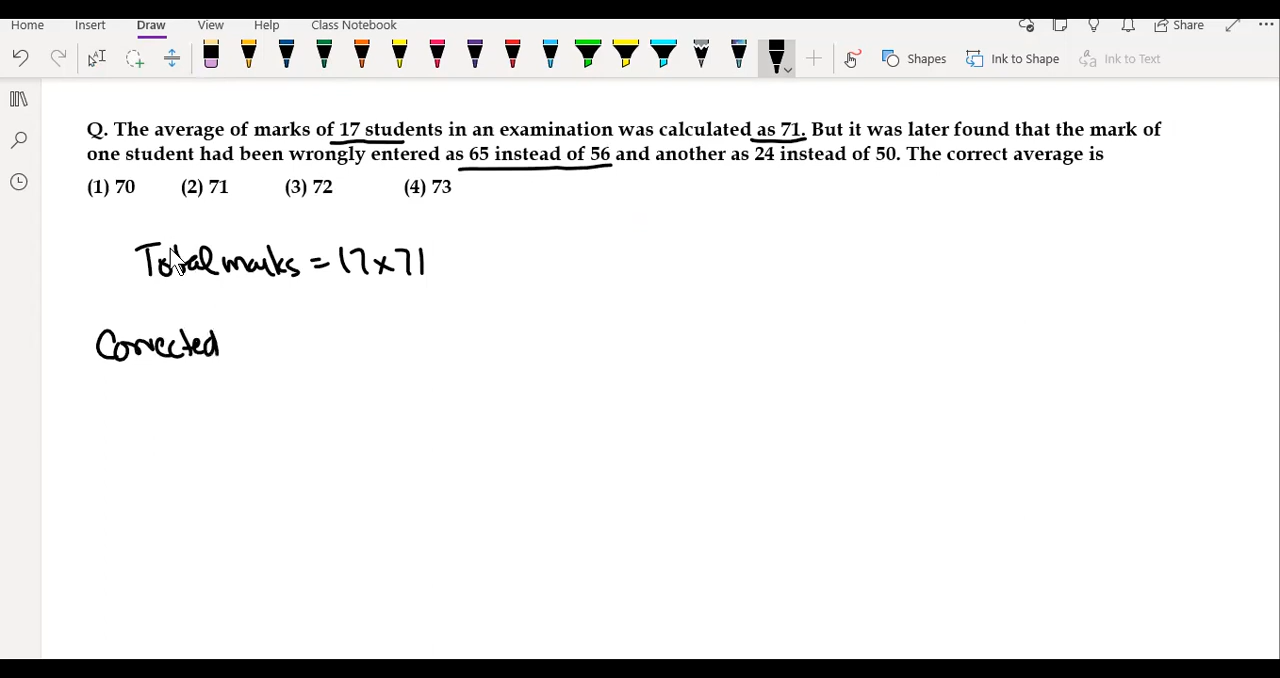 Home Insert Draw View Help Class Notebook Share
Shapes Ink to Shape Ink to Text
Q. The average of marks of 17 students in an examination was calculated as 71. But it was later found that the mark of
one student had been wrongly entered as 65 instead of 56 and another as 24 instead of 50. The correct average is
(1) 70 (2) 71 (3) 72 (4) 73
Total marks = 17 x 71
Corrected